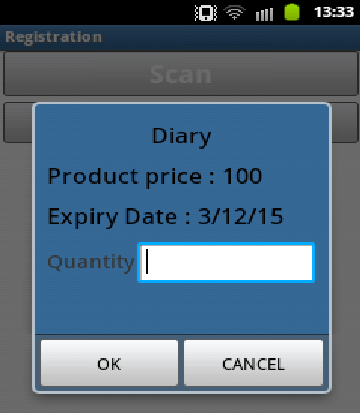 13:33
Registration
Scan
Diary
Product price : 100
Expiry Date : 3/12/15
Quantity
OK
CANCEL